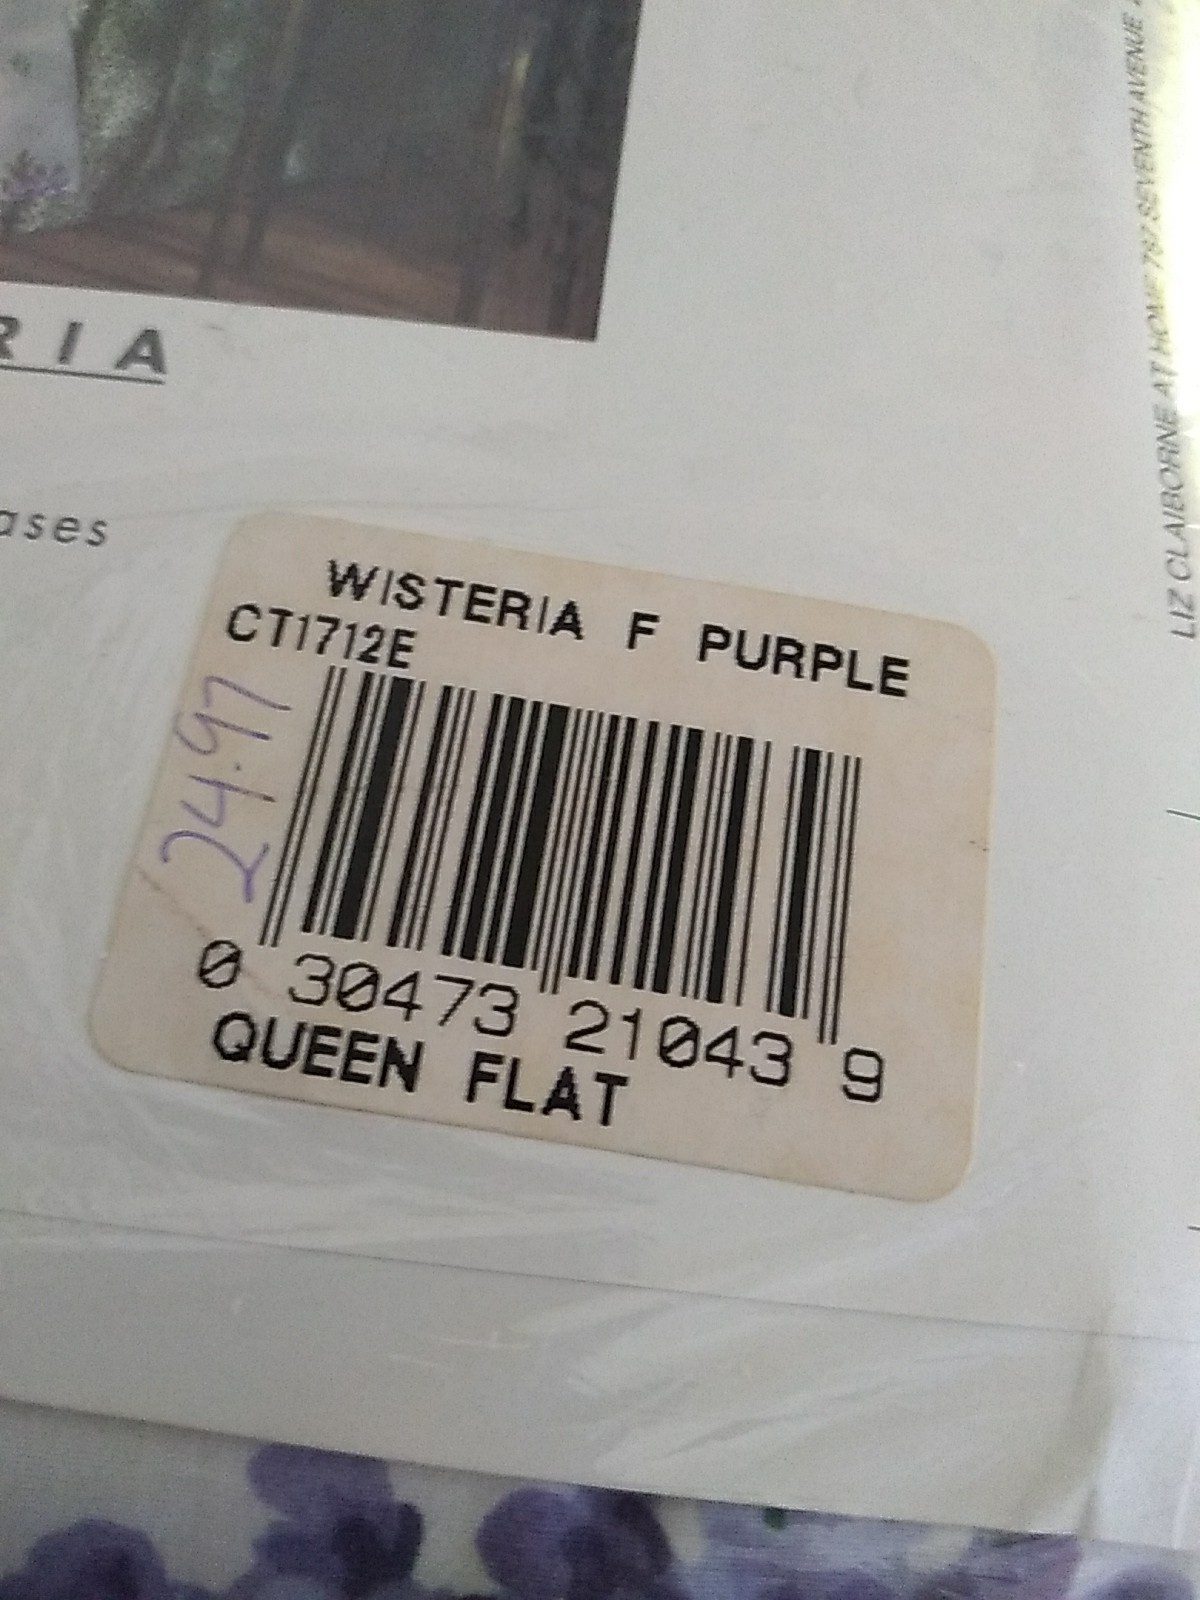 RIA
ases
WISTERIA F PURPLE
CT1712E
24.97
0 30473 21043 9
QUEEN FLAT
LIZ CLAIBORNE AT HOME 787 SEVENTH AVENUE